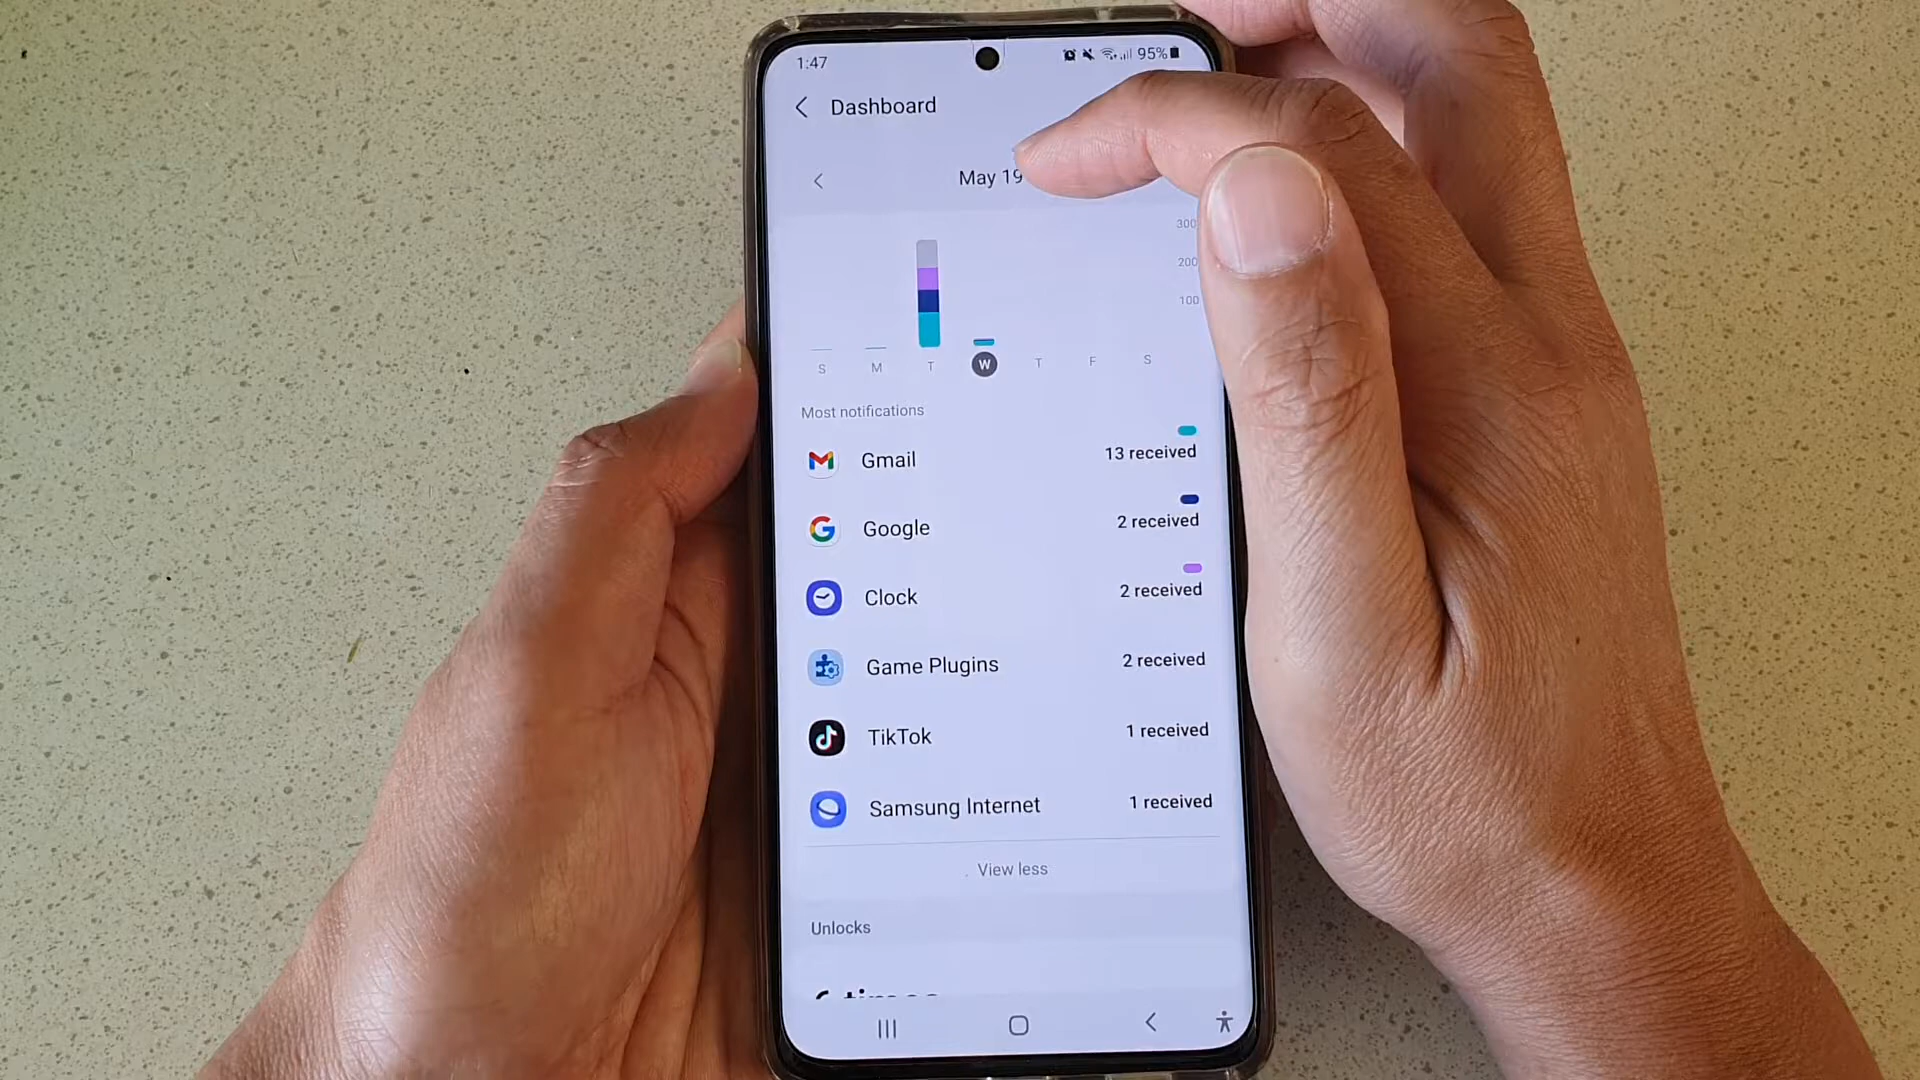 1:47 95%
Dashboard
May 19
300
200
100
S M T W T F S
Most notifications
Gmail 13 received
Google 2 received
Clock 2 received
Game Plugins 2 received
TikTok 1 received
Samsung Internet 1 received
View less
Unlocks